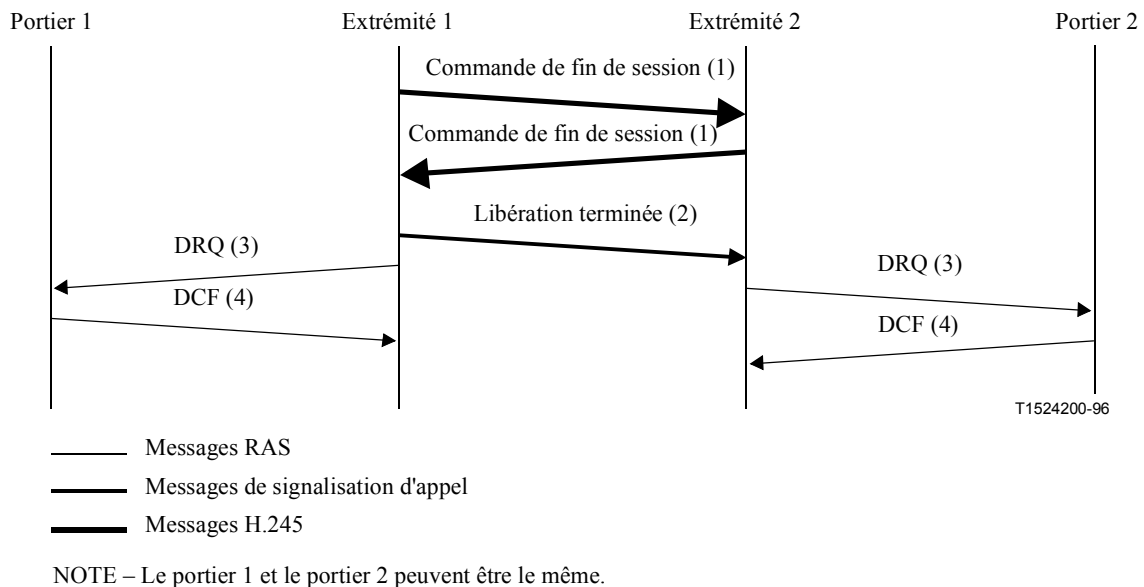 Portier 1
Extrémité 1
Extrémité 2
Portier 2
Commande de fin de session (1)
Commande de fin de session (1)
Libération terminée (2)
DRQ (3)
DRQ (3)
DCF (4)
DCF (4)
T1524200-96
Messages RAS
Messages de signalisation d'appel
Messages H.245
NOTE – Le portier 1 et le portier 2 peuvent être le même.